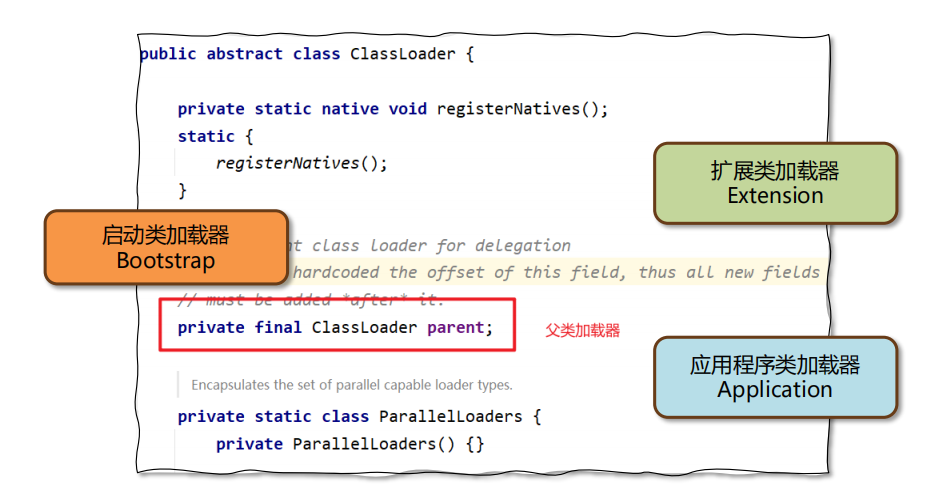 public abstract class ClassLoader {
private static native void registerNatives();
static {
registerNatives();
}
扩展类加载器
Extension
启动类加载器
Bootstrap
nt class loader for delegation
hardcoded the offset of this field, thus all new fields
// must be added *after* it.
private final ClassLoader parent;
父类加载器
应用程序类加载器
Application
Encapsulates the set of parallel capable loader types.
private static class ParallelLoaders {
private ParallelLoaders() {}